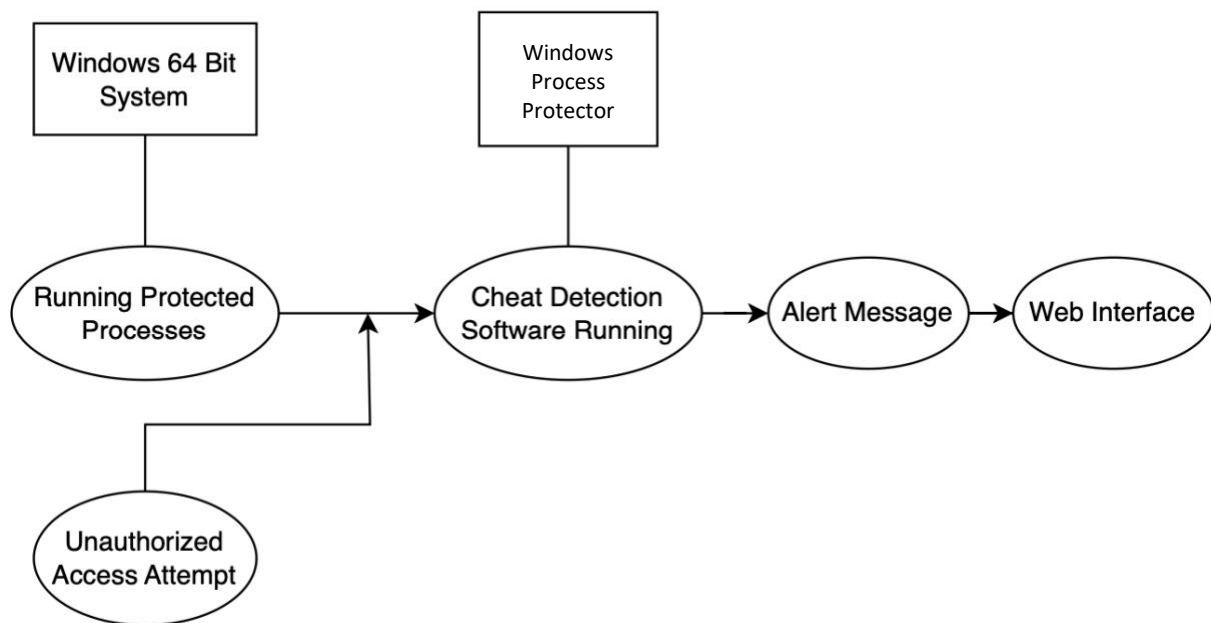 Windows 64 Bit
System
Windows
Process
Protector
Running Protected
Processes
Cheat Detection
Software Running
Alert Message
Web Interface
Unauthorized
Access Attempt